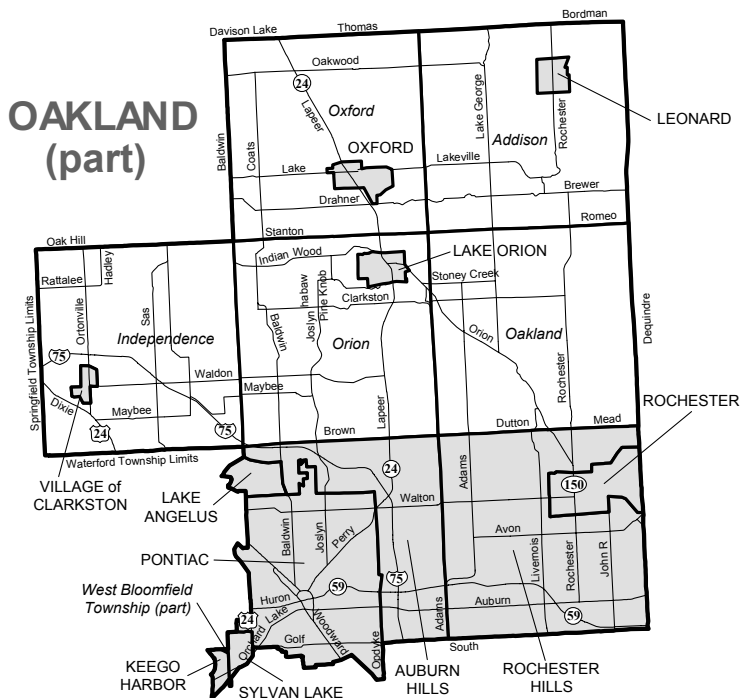 Bordman
Davison Lake
Thomas
Oakwood
24
Lapeer
Oxford
Lake George
Rochester
LEONARD
OAKLAND
(part)
Baldwin
Coats
OXFORD
Addison
Lake
Lakeville
Drahner
Brewer
Stanton
Romeo
Oak Hill
Indian Wood
LAKE ORION
Rattalee
Hadley
Stoney Creek
Clarkston
Joslyn
habaw
Pine Knob
Springfield Township Limits
Ortonville
Sas
Independence
Baldwin
Orion
Orion
Oakland
Dequindre
75
Waldon
Maybee
Lapeer
Rochester
Dixie
Maybee
24
75
Brown
Dutton
Mead
ROCHESTER
Waterford Township Limits
VILLAGE of
CLARKSTON
LAKE
ANGELUS
24
Adams
150
Walton
Baldwin
Joslyn
Perry
Avon
PONTIAC
Livernois
Rochester
John R
West Bloomfield
Township (part)
59
75
Huron
Auburn
24
Orchard Lake
Woodward
Adams
59
Golf
Opdyke
South
KEEGO
HARBOR
SYLVAN LAKE
AUBURN
HILLS
ROCHESTER
HILLS